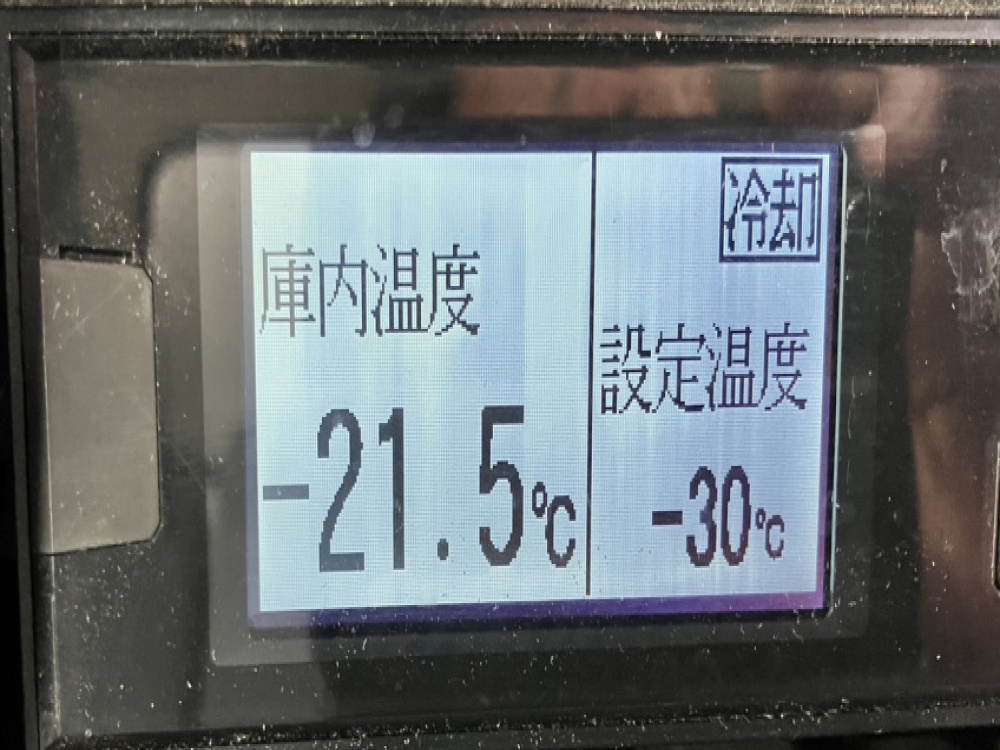 庫内温度
-21.5℃
冷却
設定温度
-30℃